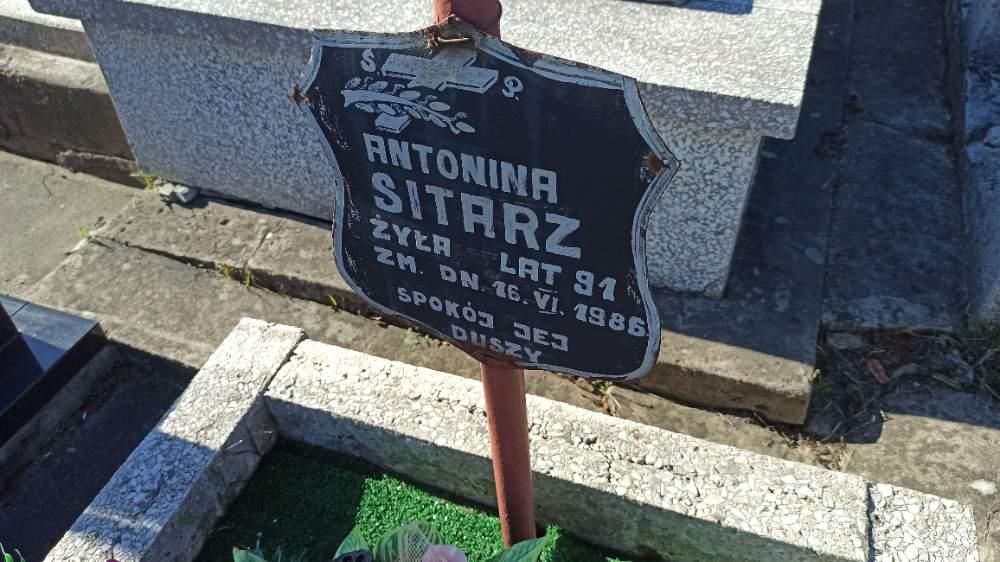 Ś. P.
ANTONINA
SITARZ
ŻYŁA LAT 91
ZM. DN. 16. VI. 1986
SPOKÓJ JEJ
DUSZY